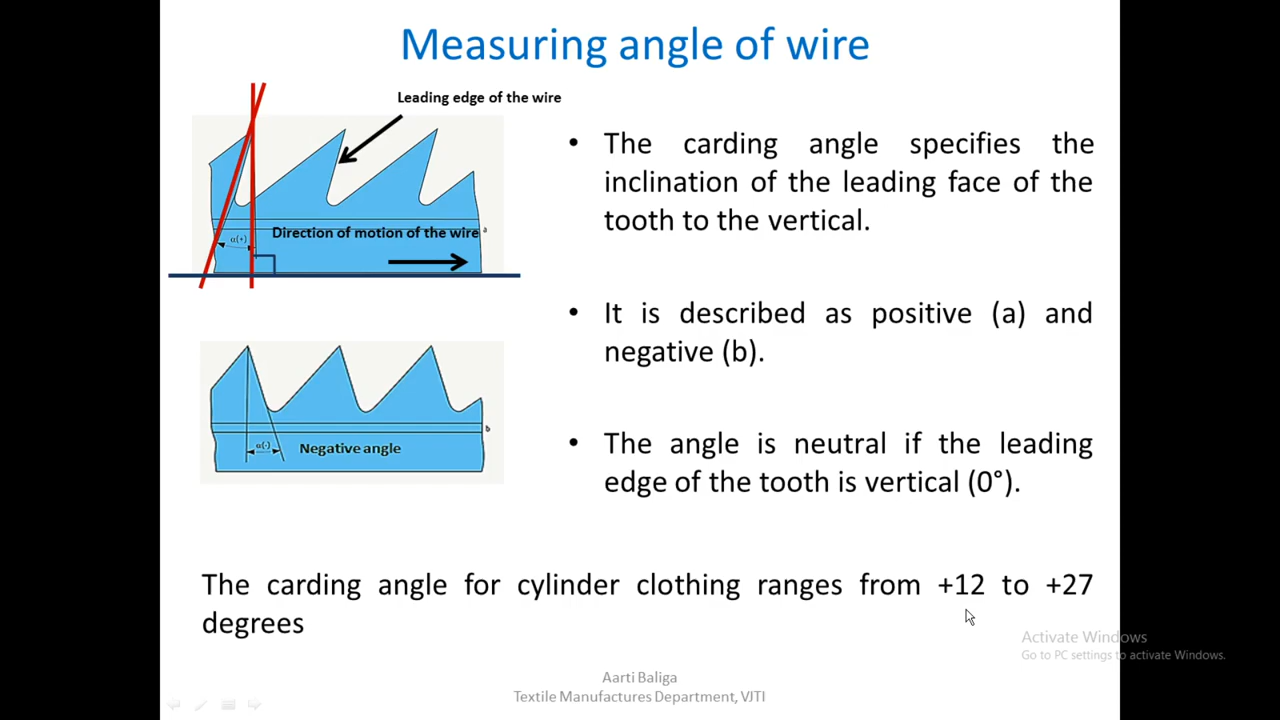 Measuring angle of wire
Leading edge of the wire
α(+)
Direction of motion of the wire
a
α(-)
Negative angle
b
• The carding angle specifies the
inclination of the leading face of the
tooth to the vertical.
• It is described as positive (a) and
negative (b).
• The angle is neutral if the leading
edge of the tooth is vertical (0°).
The carding angle for cylinder clothing ranges from +12 to +27
degrees
Activate Windows
Go to PC settings to activate Windows.
Aarti Baliga
Textile Manufactures Department, VJTI